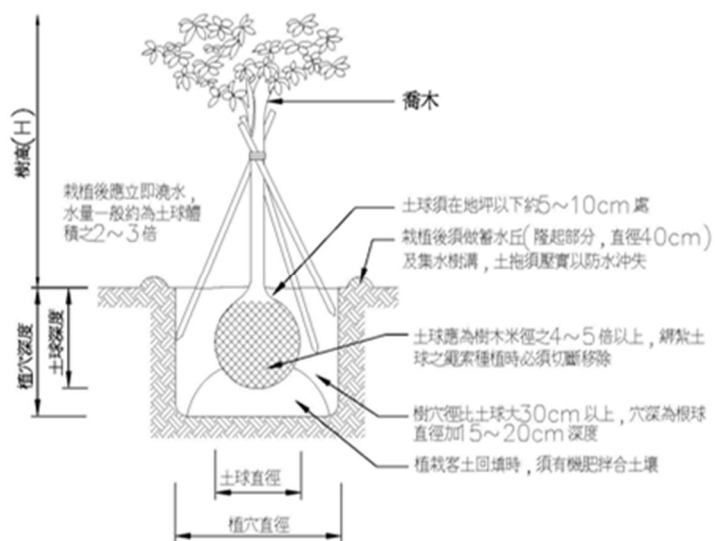 喬木
樹高(H)
栽植後應立即澆水,
水量一般約為土球體
積之2~3倍
土球須在地坪以下約5~10cm 處
栽植後須做蓄水丘(隆起部分,直徑40cm)
及集水樹溝,土拖須壓實以防水沖失
植穴深度
土球深度
土球應為樹木米徑之4~5倍以上,綁紮土
球之繩索種植時必須切斷移除
樹穴徑比土球大30cm以上,穴深為根球
直徑加15~20cm深度
植栽客土回填時,須有機肥拌合土壤
土球直徑
植穴直徑